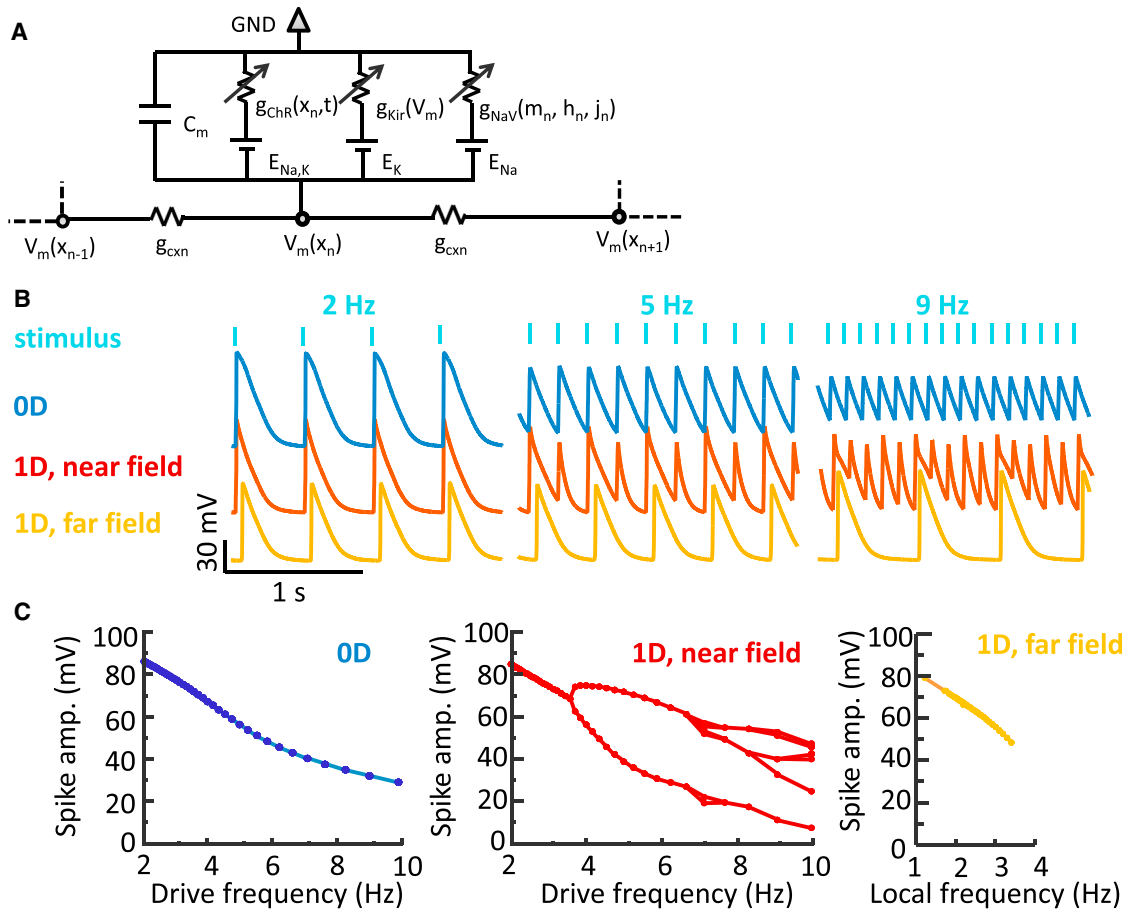 A
GND
C_m
g_ChR(x_n,t)
g_Kir(V_m)
g_NaV(m_n, h_n, j_n)
E_Na,K
E_K
E_Na
V_m(x_n-1)
g_cxn
V_m(x_n)
g_cxn
V_m(x_n+1)
B
2 Hz
5 Hz
9 Hz
stimulus
0D
1D, near field
1D, far field
30 mV
1 s
C
Spike amp. (mV)
100
80
60
40
20
0
0D
2
4
6
8
10
Drive frequency (Hz)
Spike amp. (mV)
100
80
60
40
20
0
1D, near field
2
4
6
8
10
Drive frequency (Hz)
Spike amp. (mV)
100
80
60
40
20
0
1D, far field
1
2
3
4
Local frequency (Hz)